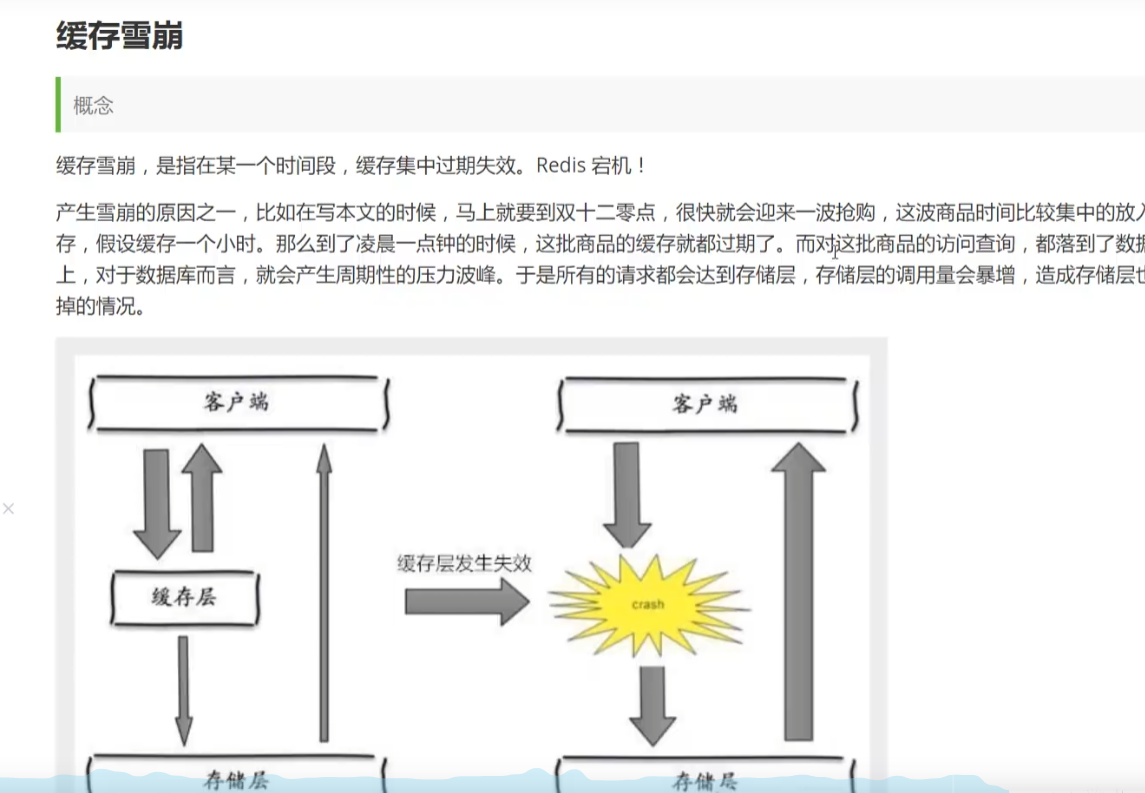 缓存雪崩
概念
缓存雪崩，是指在某一个时间段，缓存集中过期失效。Redis 宕机！
产生雪崩的原因之一，比如在写本文的时候，马上就要到双十二零点，很快就会迎来一波抢购，这波商品时间比较集中的放入
存，假设缓存一个小时。那么到了凌晨一点钟的时候，这批商品的缓存就都过期了。而对这批商品的访问查询，都落到了数据
上，对于数据库而言，就会产生周期性的压力波峰。于是所有的请求都会达到存储层，存储层的调用量会暴增，造成存储层也
掉的情况。
客户端
客户端
缓存层发生失效
缓存层
crash
存储层
存储层